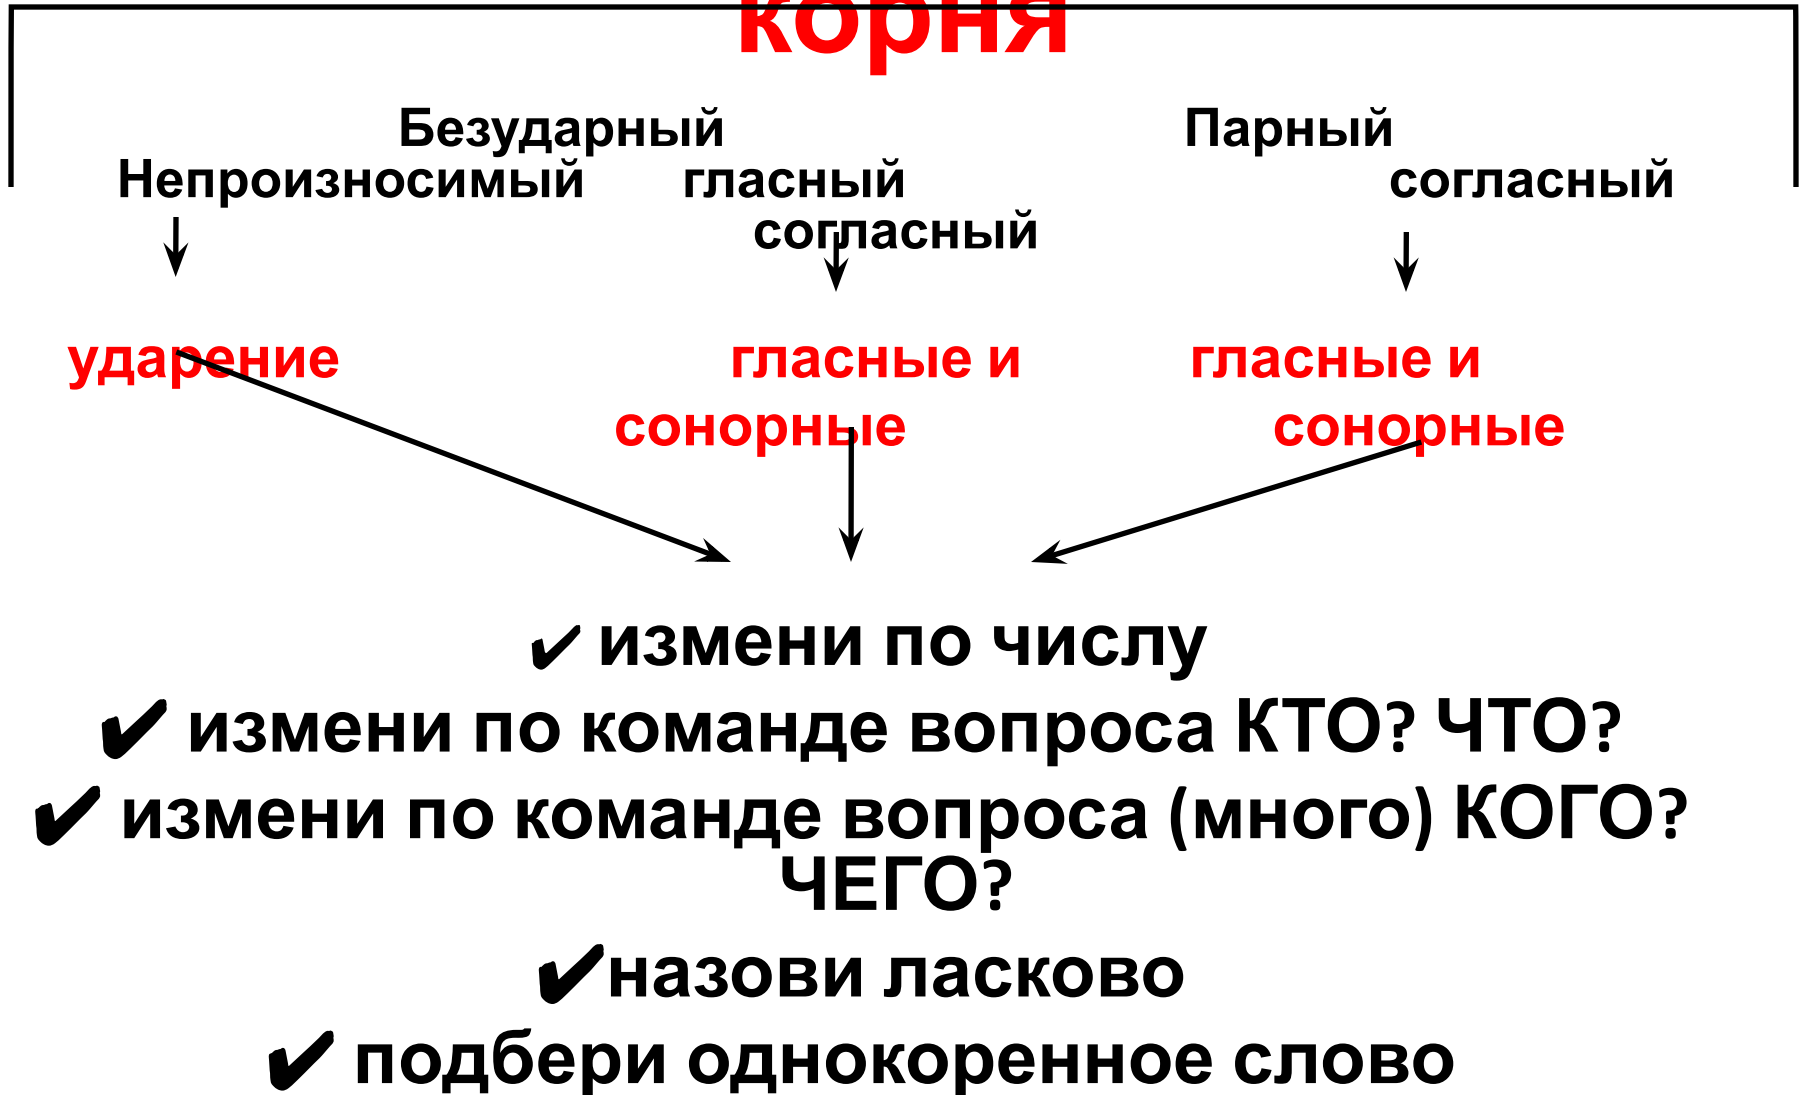 корня
Безударный Парный
Непроизносимый гласный согласный
согласный
ударение гласные и гласные и
сонорные сонорные
✔ измени по числу
✔ измени по команде вопроса КТО? ЧТО?
✔ измени по команде вопроса (много) КОГО?
ЧЕГО?
✔назови ласково
✔ подбери однокоренное слово